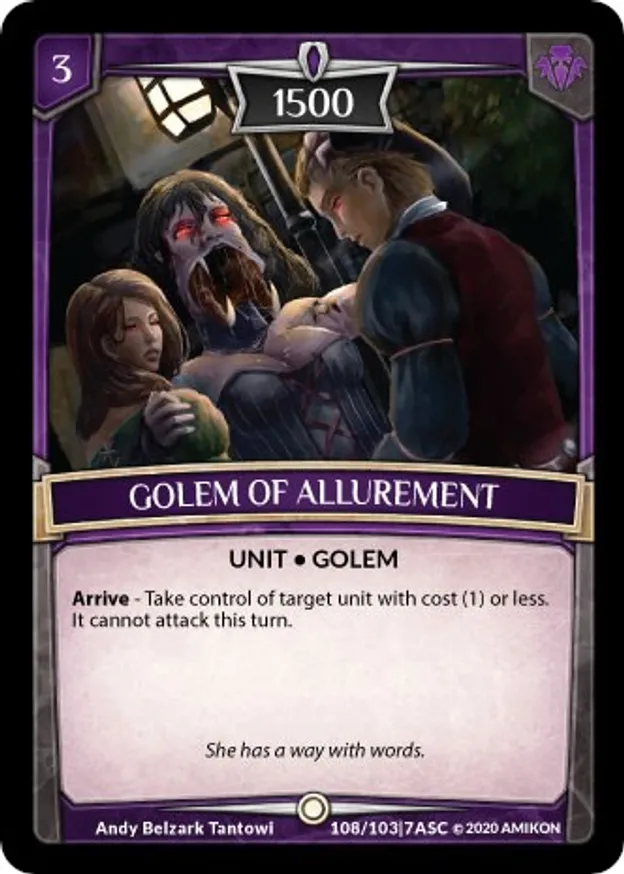 3
1500
GOLEM OF ALLUREMENT
UNIT • GOLEM
Arrive - Take control of target unit with cost (1) or less.
It cannot attack this turn.
She has a way with words.
Andy Belzark Tantowi 108/103|7ASC © 2020 AMIKON